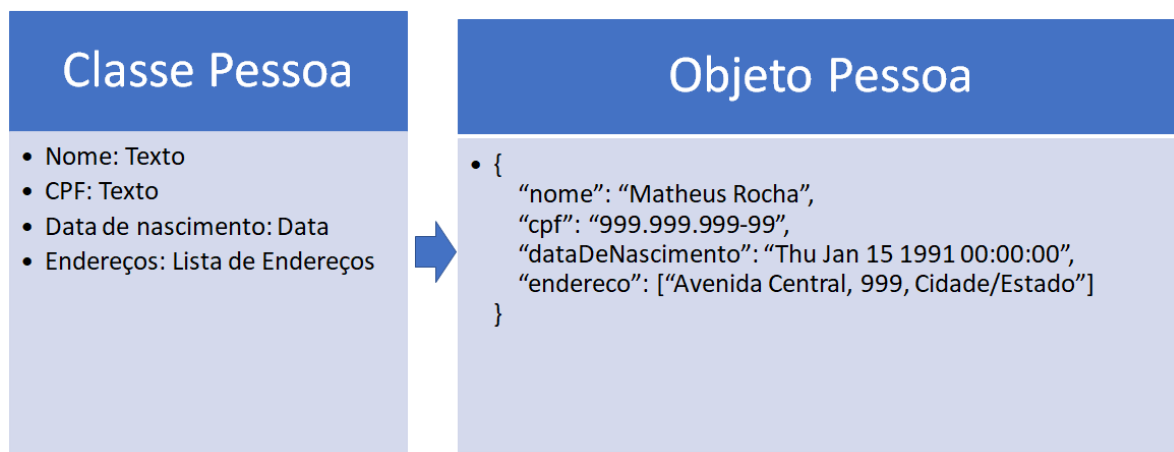 Classe Pessoa
• Nome: Texto
• CPF: Texto
• Data de nascimento: Data
• Endereços: Lista de Endereços
Objeto Pessoa
• {
“nome”: “Matheus Rocha”,
“cpf”: “999.999.999-99”,
“dataDeNascimento”: “Thu Jan 15 1991 00:00:00”,
“endereco”: [“Avenida Central, 999, Cidade/Estado”]
}